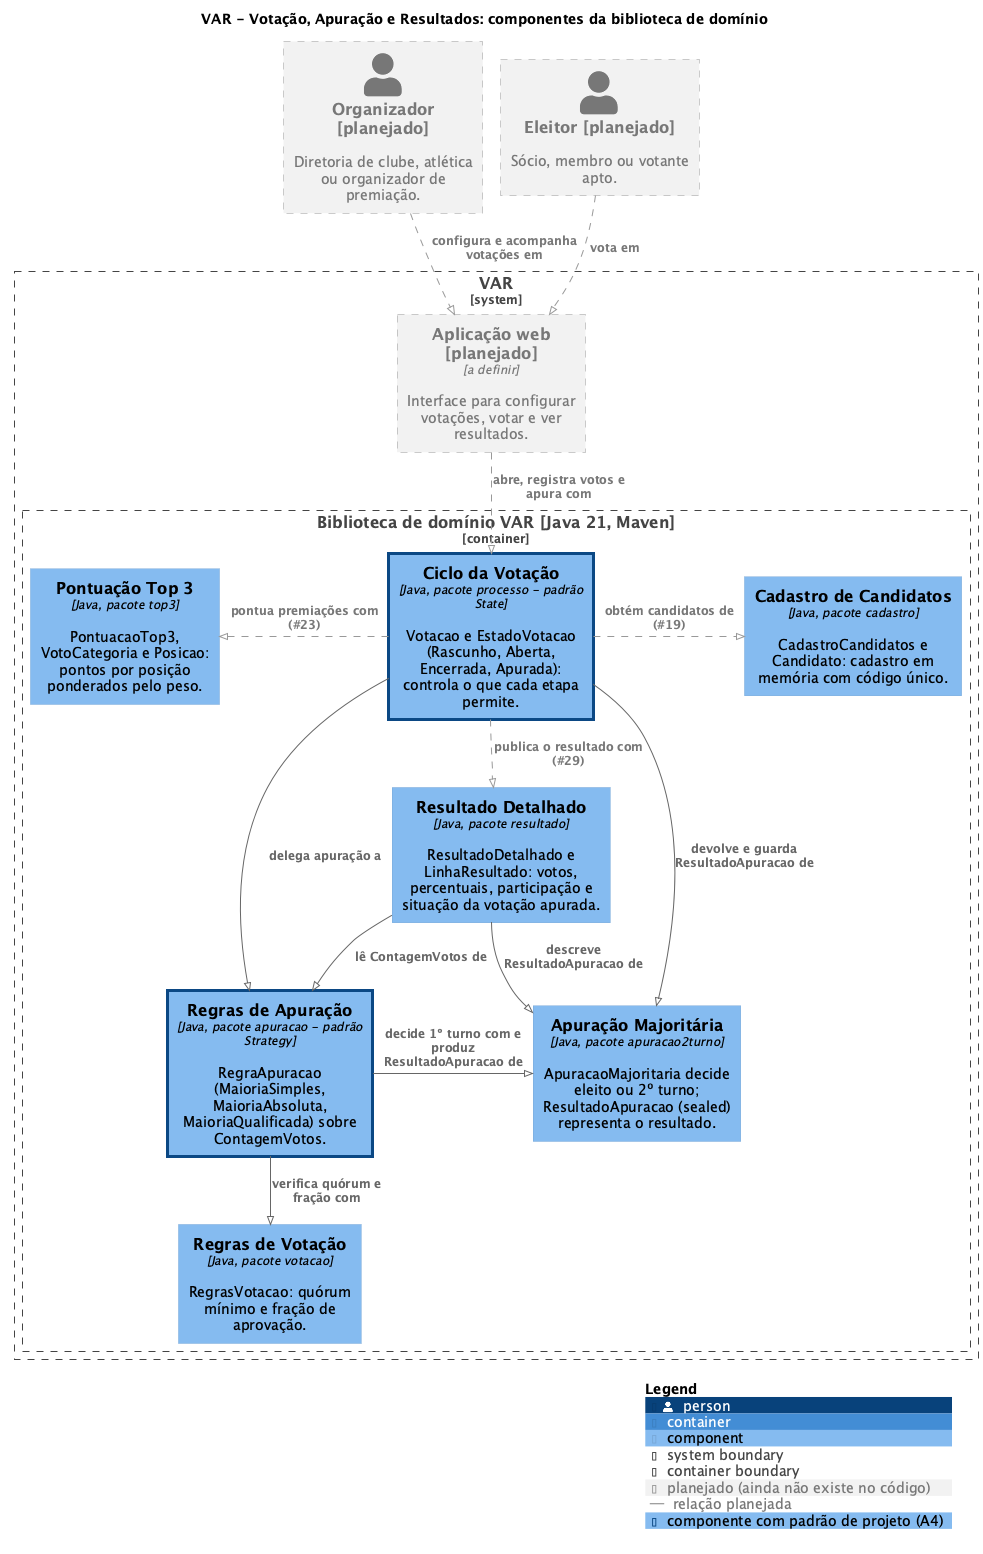 VAR – Votação, Apuração e Resultados: componentes da biblioteca de domínio
Organizador
[planejado]
Diretoria de clube, atlética
ou organizador de
premiação.
Eleitor [planejado]
Sócio, membro ou votante
apto.
configura e acompanha
votações em
vota em
VAR
[system]
Aplicação web
[planejado]
[a definir]
Interface para configurar
votações, votar e ver
resultados.
abre, registra votos e
apura com
Biblioteca de domínio VAR [Java 21, Maven]
[container]
Pontuação Top 3
[Java, pacote top3]
PontuacaoTop3,
VotoCategoria e Posicao:
pontos por posição
ponderados pelo peso.
pontua premiações com
(#23)
Ciclo da Votação
[Java, pacote processo – padrão
State]
Votacao e EstadoVotacao
(Rascunho, Aberta,
Encerrada, Apurada):
controla o que cada etapa
permite.
obtém candidatos de
(#19)
Cadastro de Candidatos
[Java, pacote cadastro]
CadastroCandidatos e
Candidato: cadastro em
memória com código único.
publica o resultado com
(#29)
Resultado Detalhado
[Java, pacote resultado]
ResultadoDetalhado e
LinhaResultado: votos,
percentuais, participação e
situação da votação apurada.
delega apuração a
devolve e guarda
ResultadoApuracao de
lê ContagemVotos de
descreve
ResultadoApuracao de
Regras de Apuração
[Java, pacote apuracao – padrão
Strategy]
RegraApuracao
(MaioriaSimples,
MaioriaAbsoluta,
MaioriaQualificada) sobre
ContagemVotos.
decide 1º turno com e
produz
ResultadoApuracao de
Apuração Majoritária
[Java, pacote apuracao2turno]
ApuracaoMajoritaria decide
eleito ou 2º turno;
ResultadoApuracao (sealed)
representa o resultado.
verifica quórum e
fração com
Regras de Votação
[Java, pacote votacao]
RegrasVotacao: quórum
mínimo e fração de
aprovação.
Legend
person
container
component
system boundary
container boundary
planejado (ainda não existe no código)
relação planejada
componente com padrão de projeto (A4)